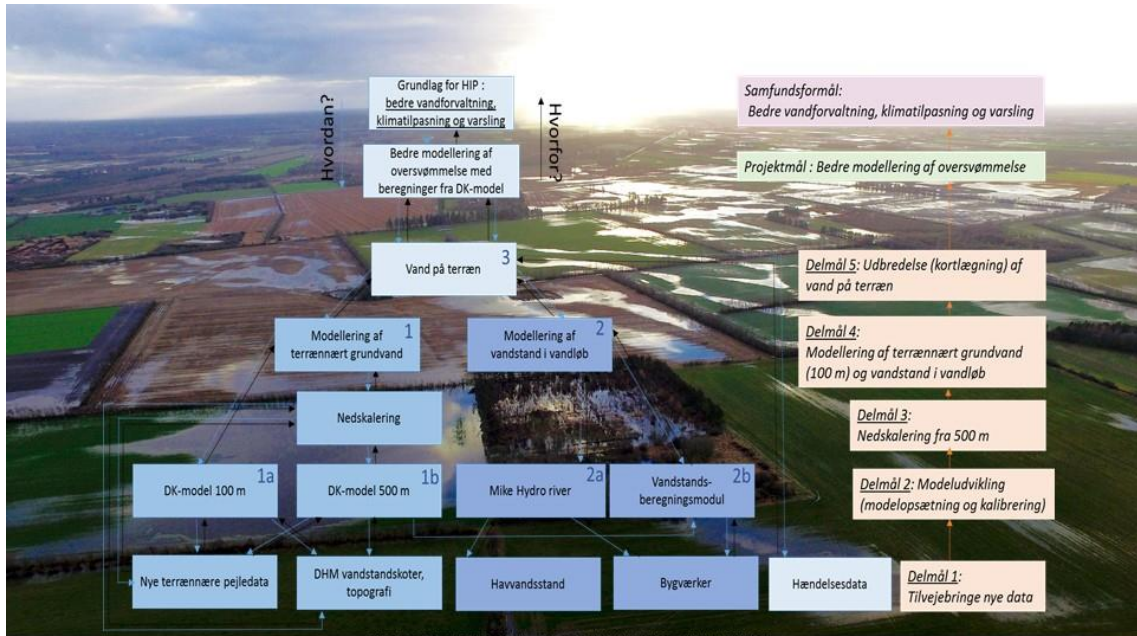 Grundlag for HIP :
bedre vandforvaltning,
klimatilpasning og varsling
Hvordan?
Hvorfor?
Bedre modellering af
oversvømmelse med
beregninger fra DK-model
3
Vand på terræn
1
Modellering af
terrænnært grundvand
2
Modellering af
vandstand i vandløb
Nedskalering
1a
DK-model 100 m
1b
DK-model 500 m
2a
Mike Hydro river
2b
Vandstands-
beregningsmodul
Nye terrænnære pejledata
DHM vandstandskoter,
topografi
Havvandsstand
Bygværker
Hændelsesdata
Samfundsformål:
Bedre vandforvaltning, klimatilpasning og varsling
Projektmål : Bedre modellering af oversvømmelse
Delmål 5: Udbredelse (kortlægning) af
vand på terræn
Delmål 4:
Modellering af terrænnært grundvand
(100 m) og vandstand i vandløb
Delmål 3:
Nedskalering fra 500 m
Delmål 2: Modeludvikling
(modelopsætning og kalibrering)
Delmål 1:
Tilvejebringe nye data